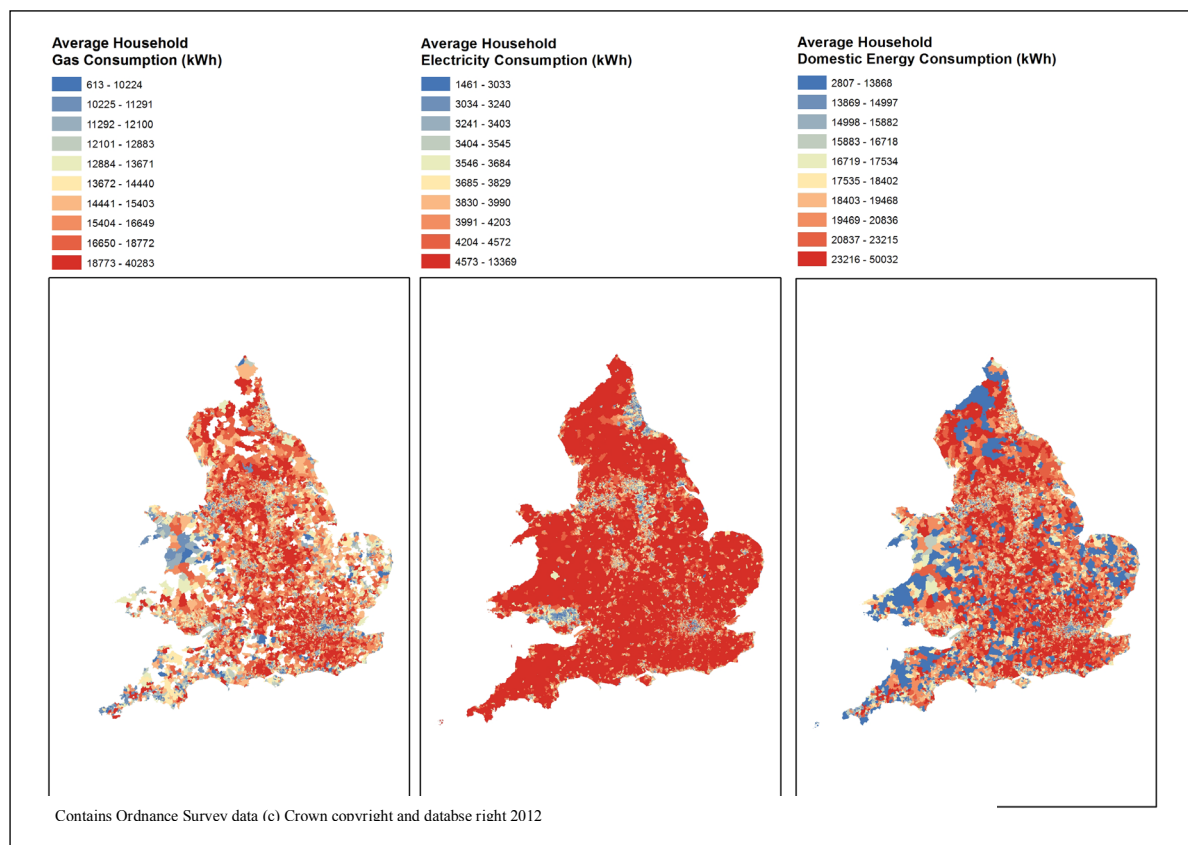 Average Household
Gas Consumption (kWh)
613 - 10224
10225 - 11291
11292 - 12100
12101 - 12883
12884 - 13671
13672 - 14440
14441 - 15403
15404 - 16649
16650 - 18772
18773 - 40283
Average Household
Electricity Consumption (kWh)
1461 - 3033
3034 - 3240
3241 - 3403
3404 - 3545
3546 - 3684
3685 - 3829
3830 - 3990
3991 - 4203
4204 - 4572
4573 - 13369
Average Household
Domestic Energy Consumption (kWh)
2807 - 13868
13869 - 14997
14998 - 15882
15883 - 16718
16719 - 17534
17535 - 18402
18403 - 19468
19469 - 20836
20837 - 23215
23216 - 50032
Contains Ordnance Survey data (c) Crown copyright and databse right 2012